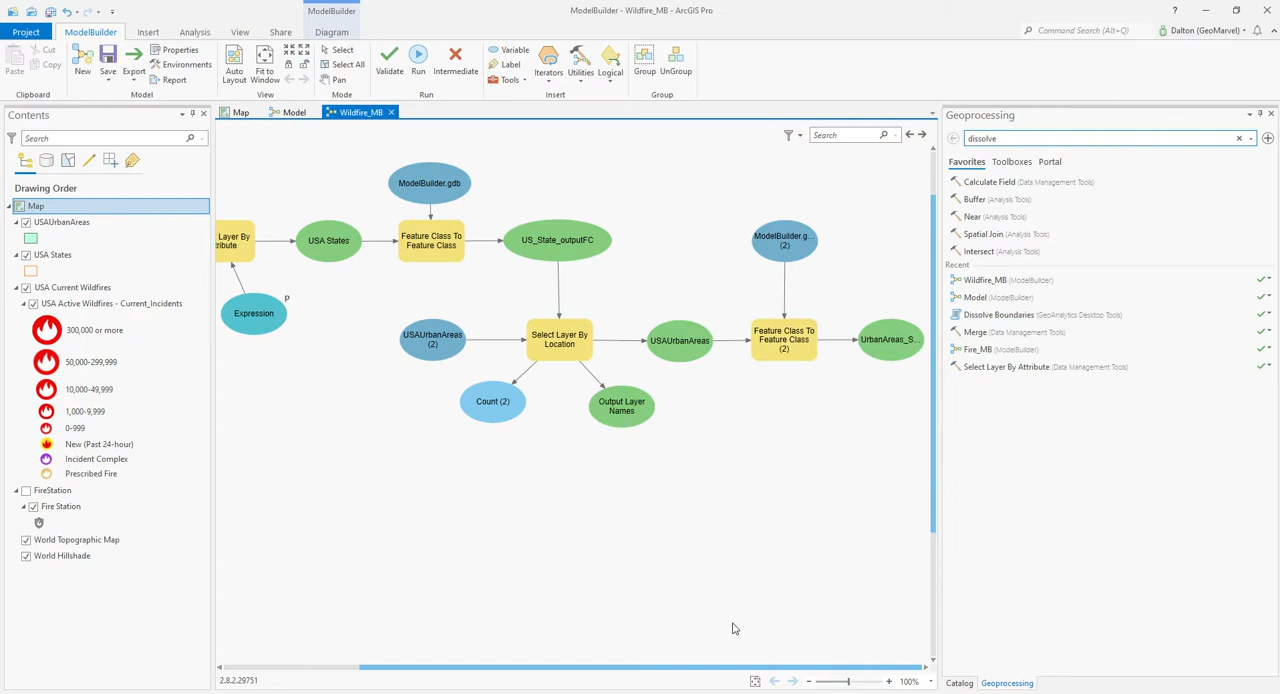 ModelBuilder
ModelBuilder - Wildfire_MB - ArcGIS Pro
?
Project
ModelBuilder
Insert
Analysis
View
Share
Diagram
Command Search (Alt+Q)
Dalton (GeoMarvel)
Paste
Cut
Copy
Clipboard
New
Save
Export
Properties
Environments
Report
Model
Auto
Layout
Fit to
Window
View
Select
Select All
Pan
Mode
Validate
Run
Intermediate
Run
Variable
Label
Tools
Iterators
Utilities
Logical
Insert
Group
UnGroup
Group
Contents
Search
Drawing Order
Map
USAUrbanAreas
USA States
USA Current Wildfires
USA Active Wildfires - Current_Incidents
300,000 or more
50,000-299,999
10,000-49,999
1,000-9,999
0-999
New (Past 24-hour)
Incident Complex
Prescribed Fire
FireStation
Fire Station
World Topographic Map
World Hillshade
Map
Model
Wildfire_MB
Search
ModelBuilder.gdb
Layer By
tribute
USA States
Feature Class To
Feature Class
US_State_outputFC
ModelBuilder.g...
(2)
P
Expression
USAUrbanAreas
(2)
Select Layer By
Location
USAUrbanAreas
Feature Class To
Feature Class
(2)
UrbanAreas_S...
Count (2)
Output Layer
Names
2.8.2.29751
100%
Geoprocessing
dissolve
Favorites
Toolboxes
Portal
Calculate Field (Data Management Tools)
Buffer (Analysis Tools)
Near (Analysis Tools)
Spatial Join (Analysis Tools)
Intersect (Analysis Tools)
Recent
Wildfire_MB (ModelBuilder)
Model (ModelBuilder)
Dissolve Boundaries (GeoAnalytics Desktop Tools)
Merge (Data Management Tools)
Fire_MB (ModelBuilder)
Select Layer By Attribute (Data Management Tools)
Catalog
Geoprocessing